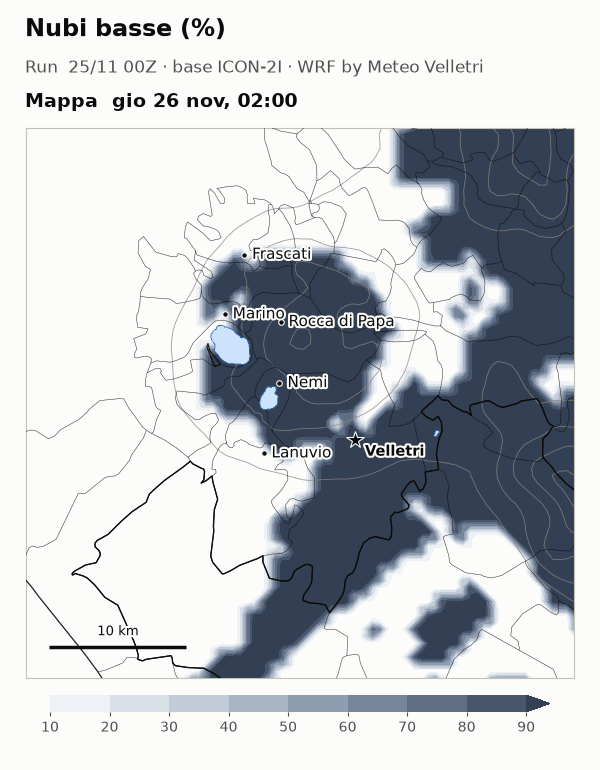 Nubi basse (%)
Run  25/11 00Z · base ICON-2I · WRF by Meteo Velletri
Mappa  gio 26 nov, 02:00
Frascati
Marino
Rocca di Papa
Nemi
Velletri
Lanuvio
10 km
10 20 30 40 50 60 70 80 90